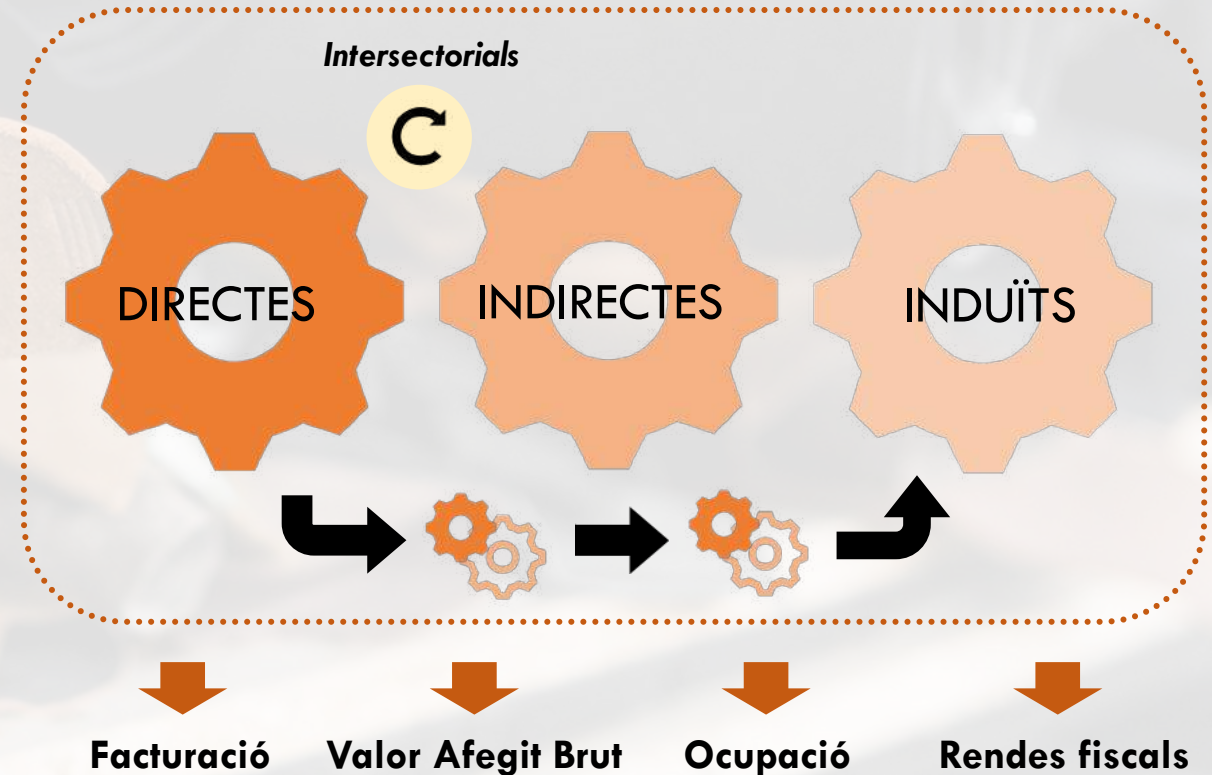 Intersectorials
DIRECTES
INDIRECTES
INDUÏTS
Facturació
Valor Afegit Brut
Ocupació
Rendes fiscals